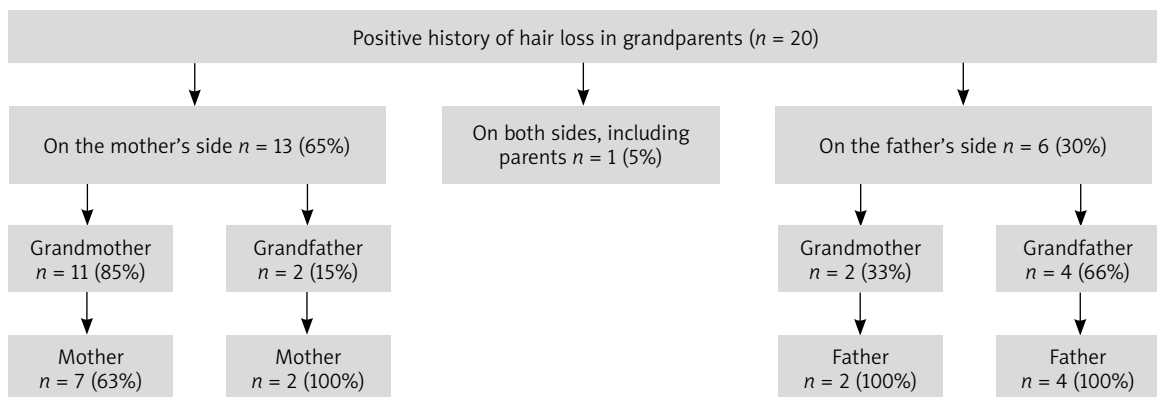 Positive history of hair loss in grandparents (n = 20)
On the mother’s side n = 13 (65%)
On both sides, including
parents n = 1 (5%)
On the father’s side n = 6 (30%)
Grandmother
n = 11 (85%)
Grandfather
n = 2 (15%)
Grandmother
n = 2 (33%)
Grandfather
n = 4 (66%)
Mother
n = 7 (63%)
Mother
n = 2 (100%)
Father
n = 2 (100%)
Father
n = 4 (100%)